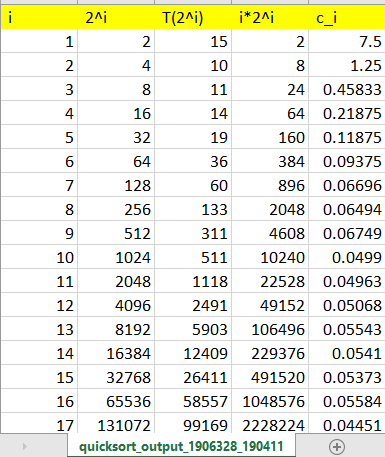 i 2^i T(2^i) i*2^i c_i
1 2 15 2 7.5
2 4 10 8 1.25
3 8 11 24 0.45833
4 16 14 64 0.21875
5 32 19 160 0.11875
6 64 36 384 0.09375
7 128 60 896 0.06696
8 256 133 2048 0.06494
9 512 311 4608 0.06749
10 1024 511 10240 0.0499
11 2048 1118 22528 0.04963
12 4096 2491 49152 0.05068
13 8192 5903 106496 0.05543
14 16384 12409 229376 0.0541
15 32768 26411 491520 0.05373
16 65536 58557 1048576 0.05584
17 131072 99169 2228224 0.04451
quicksort_output_1906328_190411